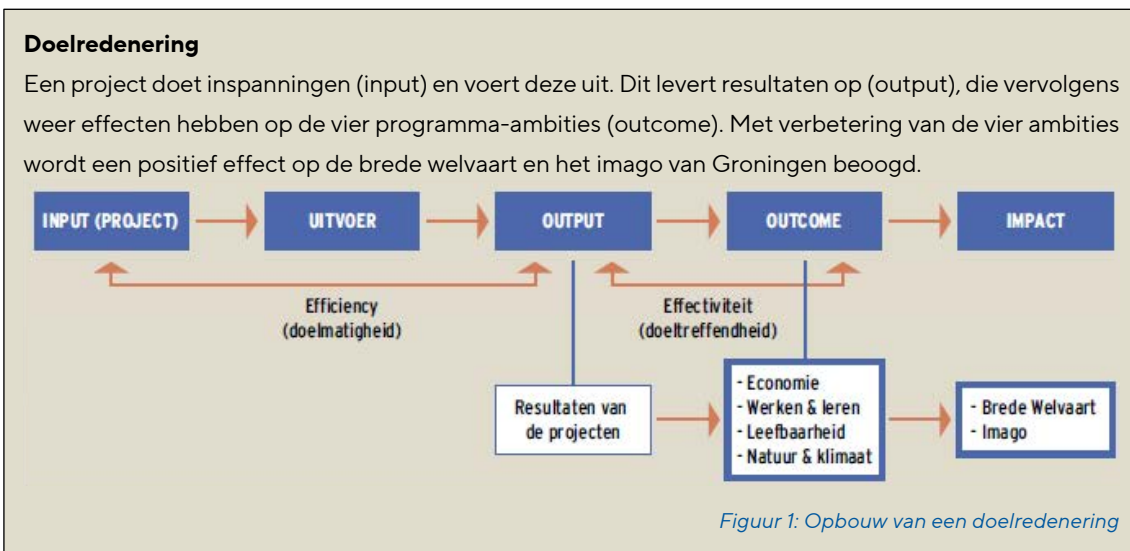 Doelredenering
Een project doet inspanningen (input) en voert deze uit. Dit levert resultaten op (output), die vervolgens
weer effecten hebben op de vier programma-ambities (outcome). Met verbetering van de vier ambities
wordt een positief effect op de brede welvaart en het imago van Groningen beoogd.
INPUT (PROJECT)
UITVOER
OUTPUT
OUTCOME
IMPACT
Efficiency
(doelmatigheid)
Effectiviteit
(doeltreffendheid)
Resultaten van
de projecten
- Economie
- Werken & leren
- Leefbaarheid
- Natuur & klimaat
- Brede Welvaart
- Imago
Figuur 1: Opbouw van een doelredenering